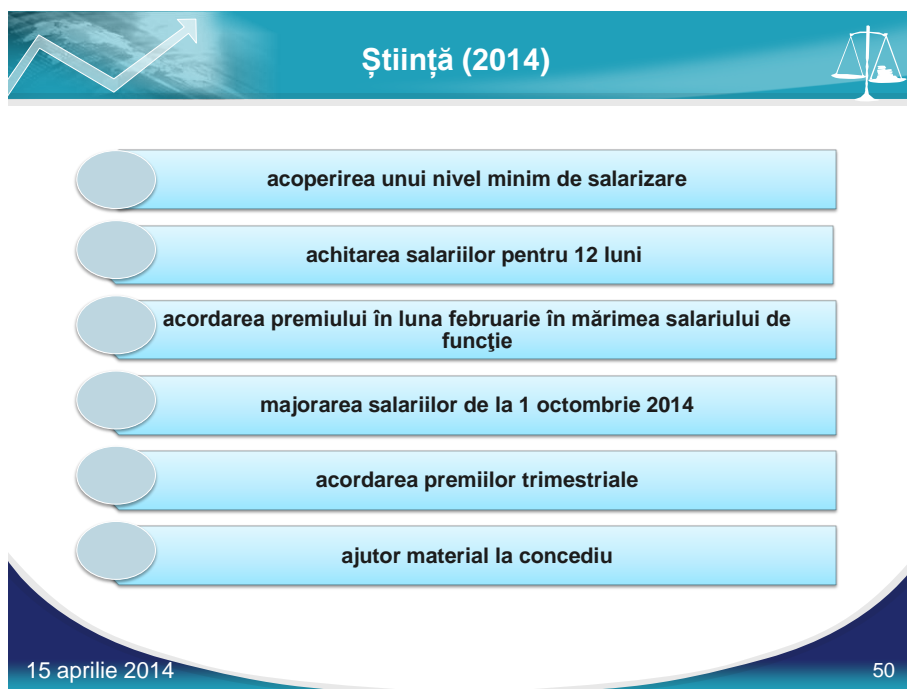 Știință (2014)
acoperirea unui nivel minim de salarizare
achitarea salariilor pentru 12 luni
acordarea premiului în luna februarie în mărimea salariului de
funcţie
majorarea salariilor de la 1 octombrie 2014
acordarea premiilor trimestriale
ajutor material la concediu
15 aprilie 2014
50